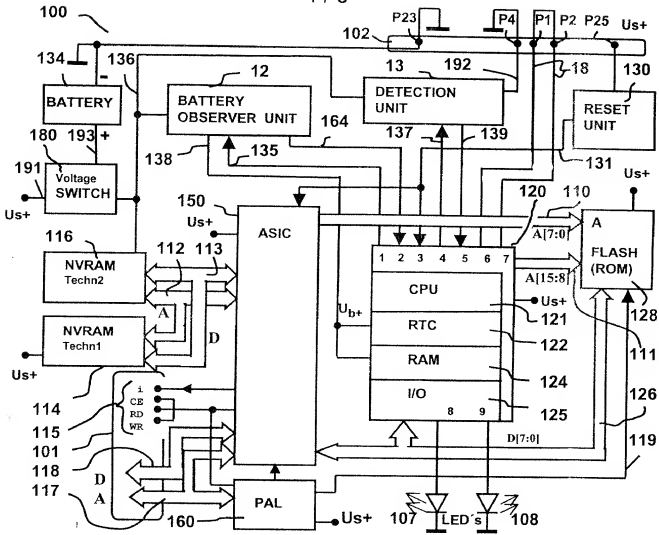 100
P23
P4
P1
P2
P25
Us+
102
134
136
12
13
192
18
130
BATTERY
BATTERY OBSERVER UNIT
DETECTION UNIT
RESET UNIT
-
+
193
180
164
137
139
138
135
131
Voltage SWITCH
191
Us+
150
120
110
Us+
116
112
113
Us+
ASIC
A
A[7:0]
FLASH (ROM)
NVRAM Techn2
1 2 3 4 5 6 7
A[15:8]
CPU
Us+
128
A
D
Ub+
121
NVRAM Techn1
RTC
122
111
Us+
RAM
124
114
i
CE
RD
WR
I/O
125
126
115
101
8 9
D[7:0]
119
118
D
A
117
PAL
160
Us+
107
LED´s
108